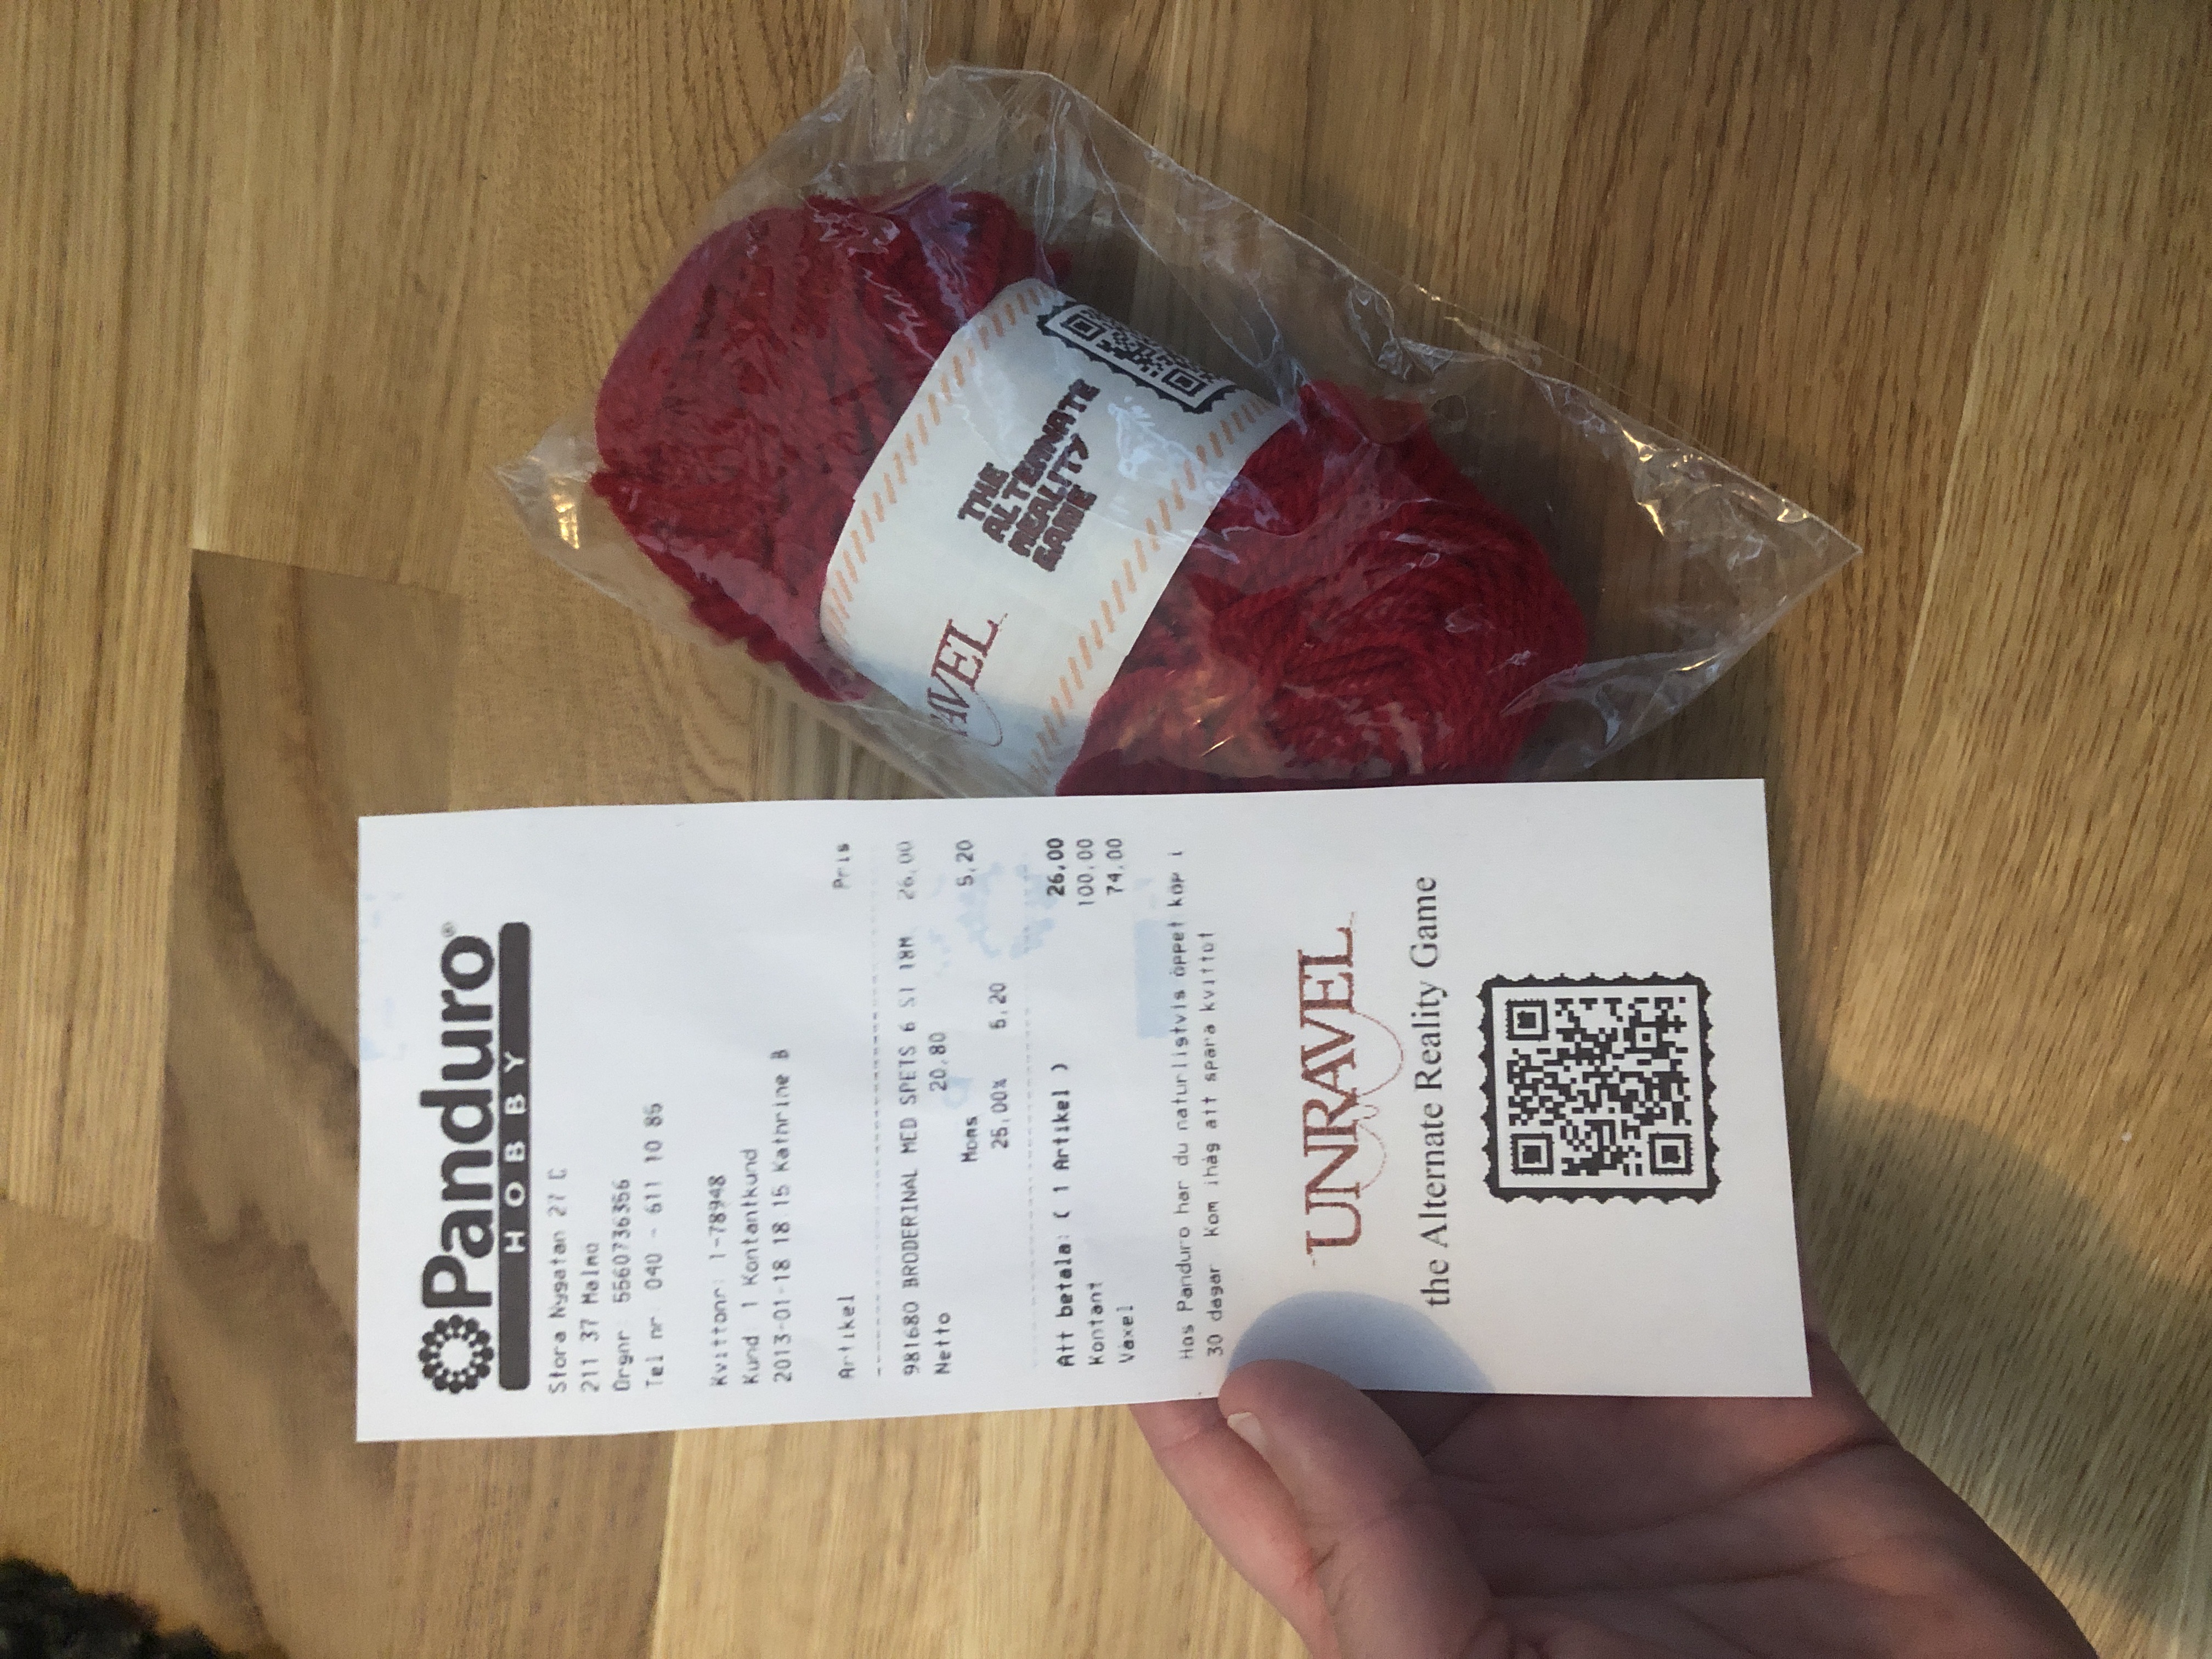 Panduro®
HOBBY
Stora Nygatan 27 C
211 37 Malmö
Orgnr: 5560736356
Tel nr: 040 - 611 10 85
Kvittonr: 1-78948
Kund: 1 Kontantkund
2013-01-18 18:15 Kathrine B
Artikel Pris
981680 BRODERINÅL MED SPETS 6 ST 18M 26,00
Netto 20,80
Moms 5,20
25,00% 5,20
Att betala: ( 1 Artikel ) 26,00
Kontant 100,00
Växel 74,00
Hos Panduro har du naturligtvis öppet köp i
30 dagar. Kom ihåg att spara kvittot
UNRAVEL
the Alternate Reality Game
AVEL
THE
ALTERNATE
REALITY
GAME